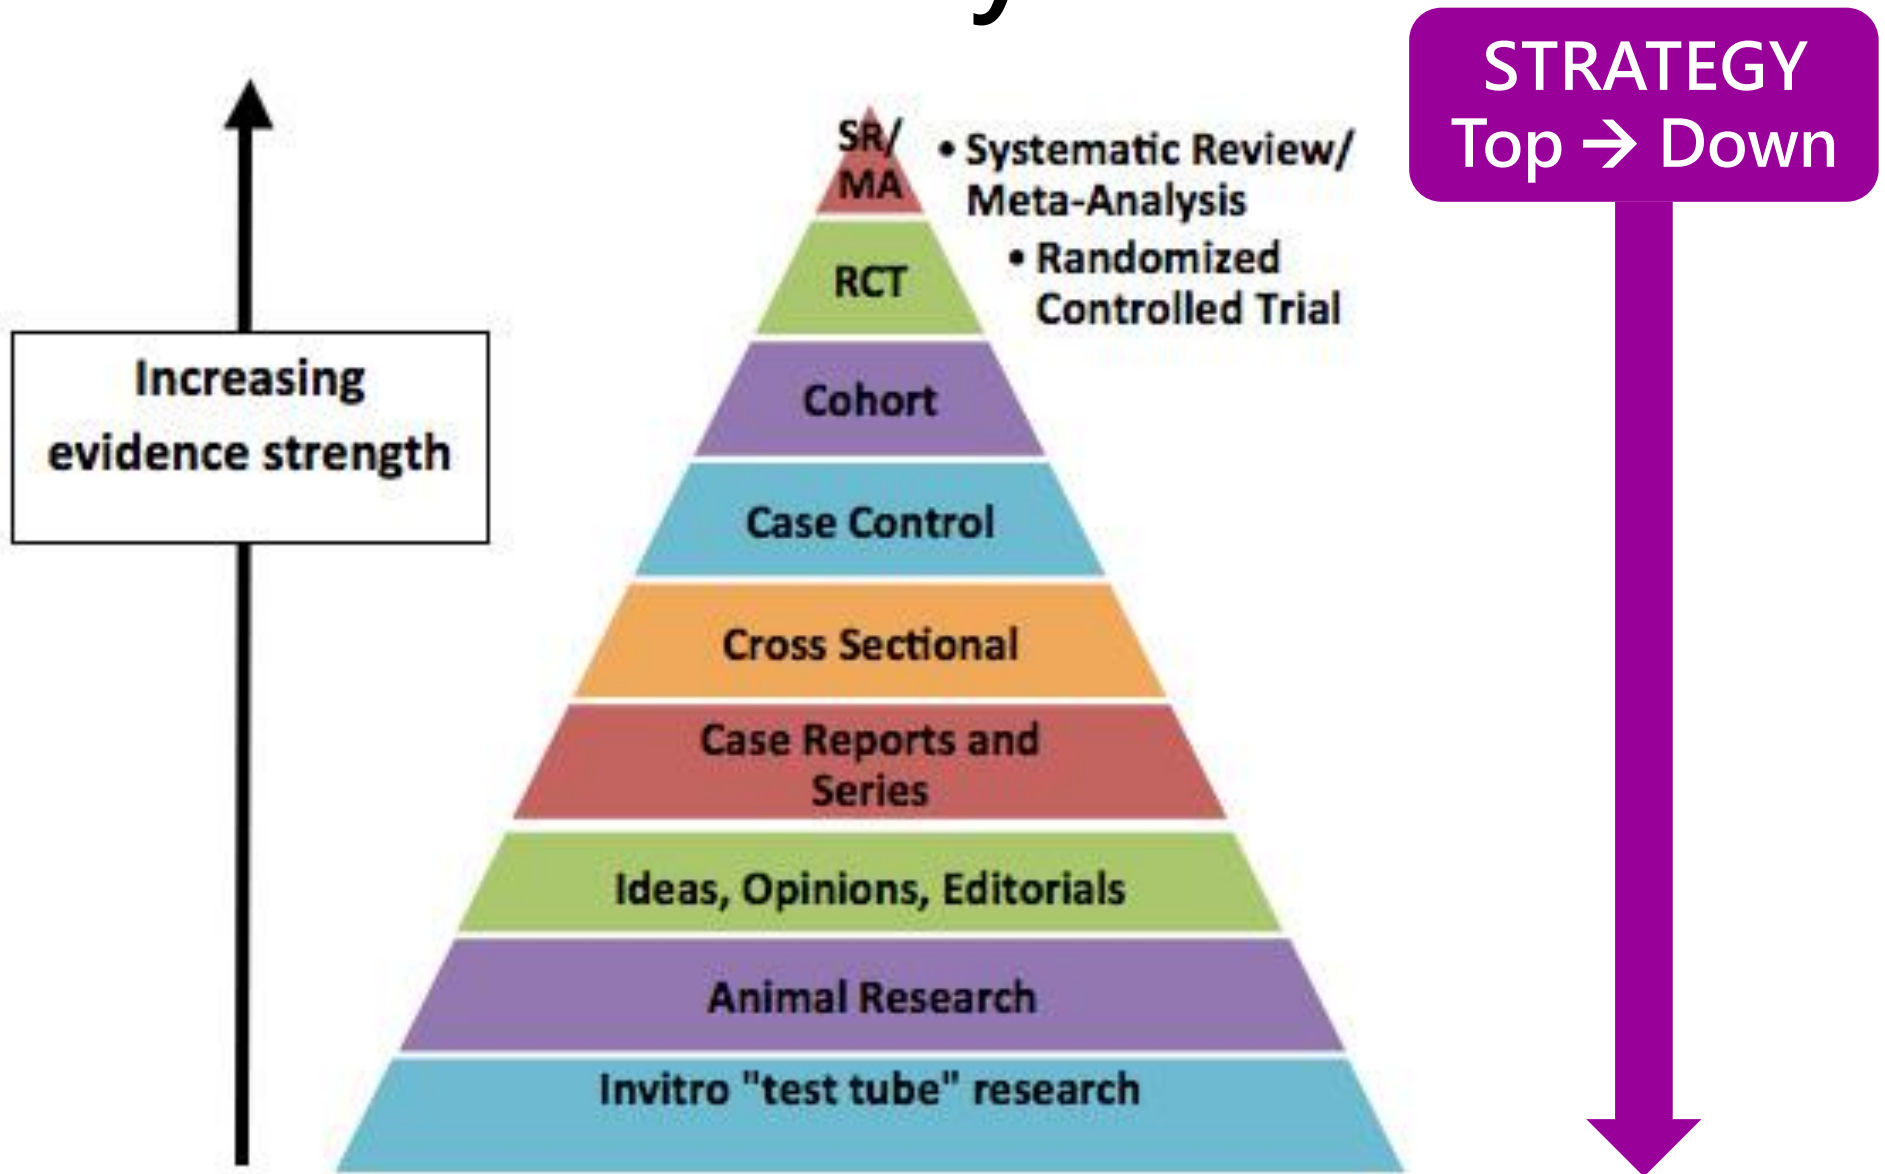 STRATEGY
Top → Down
SR/
MA
• Systematic Review/
Meta-Analysis
RCT
• Randomized
Controlled Trial
Increasing
evidence strength
Cohort
Case Control
Cross Sectional
Case Reports and
Series
Ideas, Opinions, Editorials
Animal Research
Invitro "test tube" research